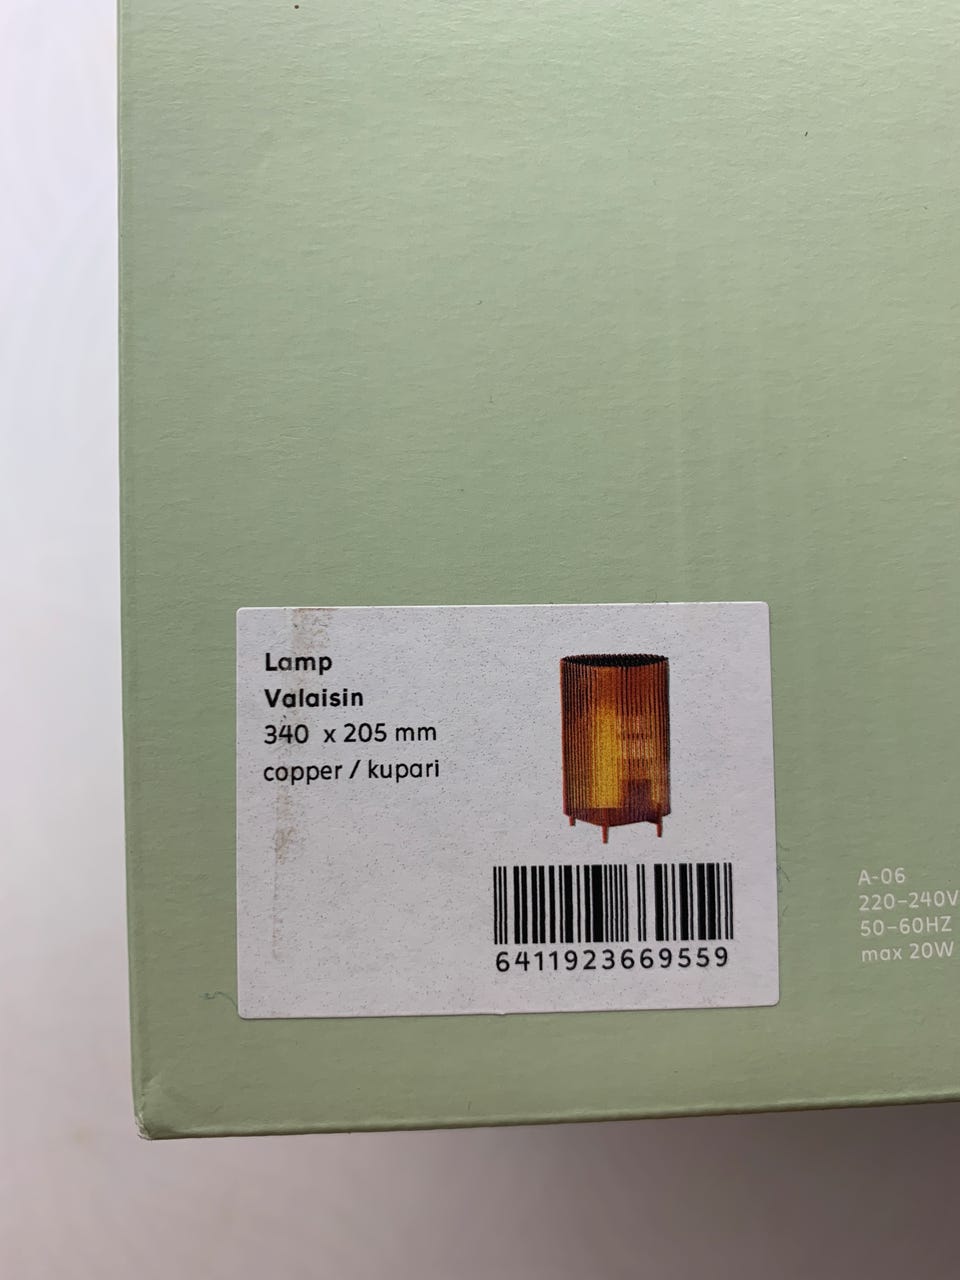 Lamp
Valaisin
340 x 205 mm
copper / kupari
6411923669559
A-06
220-240V
50-60HZ
max 20W